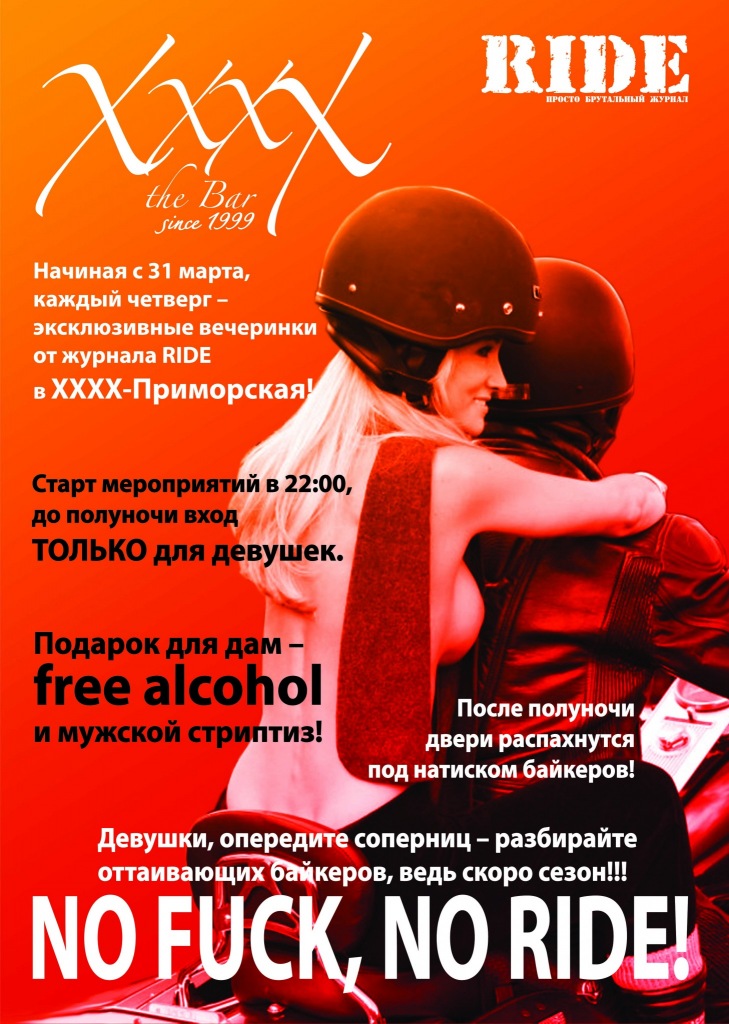 XXXX
the Bar
since 1999
RIDE
ПРОСТО БРУТАЛЬНЫЙ ЖУРНАЛ
Начиная с 31 марта,
каждый четверг –
эксклюзивные вечеринки
от журнала RIDE
в ХХХХ-Приморская!
Старт мероприятий в 22:00,
до полуночи вход
ТОЛЬКО для девушек.
Подарок для дам –
free alcohol
и мужской стриптиз!
После полуночи
двери распахнутся
под натиском байкеров!
Девушки, опередите соперниц – разбирайте
оттаивающих байкеров, ведь скоро сезон!!!
NO FUCK, NO RIDE!